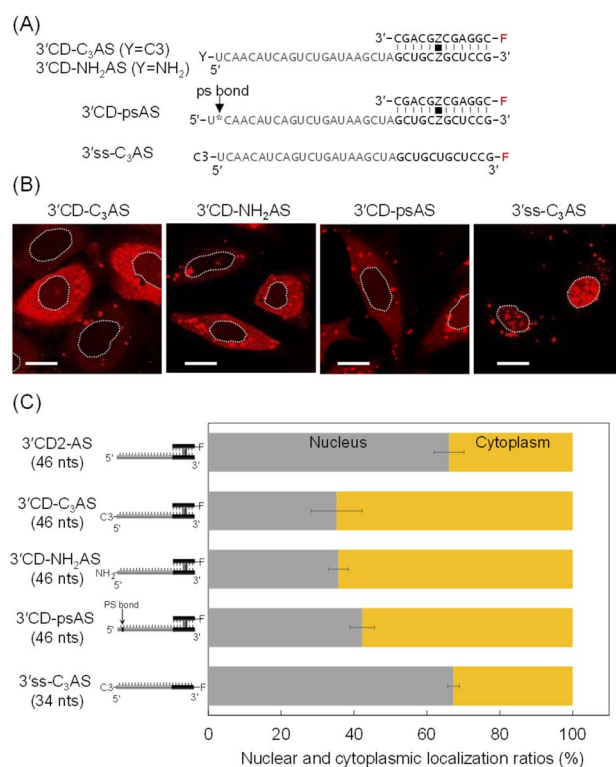 (A)
CGACGZCGAGGC-F
3'CD-C₃AS (Y=C3)
3'CD-NH₂AS (Y=NH₂)
Y-UCAACAUCAGUCUGAUAAGCUAGCUGCZGCUCCG-3'
5'
ps bond
CGACGZCGAGGC-F
3'CD-psAS
5'-U*CAACAUCAGUCUGAUAAGCUAGCUGCZGCUCCG-3'
3'ss-C₃AS
C3-UCAACAUCAGUCUGAUAAGCUAGCUGCUGCUCCG-F
5' 3'
(B)
3'CD-C₃AS 3'CD-NH₂AS 3'CD-psAS 3'ss-C₃AS
(C)
Nucleus Cytoplasm
3'CD2-AS
(46 nts)
5' 3' F
3'CD-C₃AS
(46 nts)
C3 5' 3' F
3'CD-NH₂AS
(46 nts)
NH₂ 5' 3' F
PS bond
3'CD-psAS
(46 nts)
5' 3' F
3'ss-C₃AS
(34 nts)
C3 5' 3' F
0 20 40 60 80 100
Nuclear and cytoplasmic localization ratios (%)